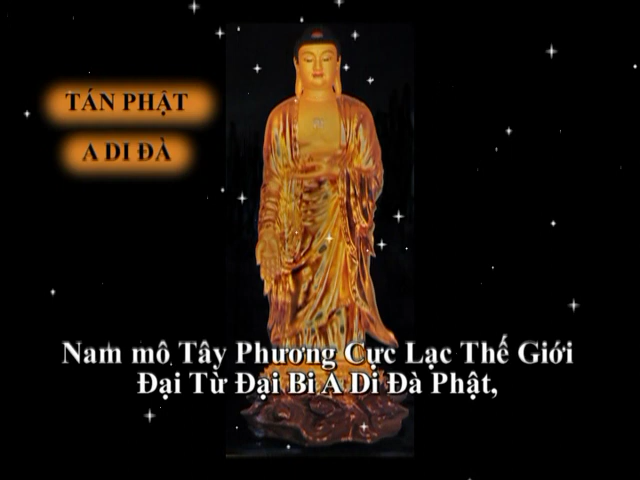 TÁN PHẬT
A DI ĐÀ
Nam mô Tây Phương Cực Lạc Thế Giới
Đại Từ Đại Bi A Di Đà Phật,